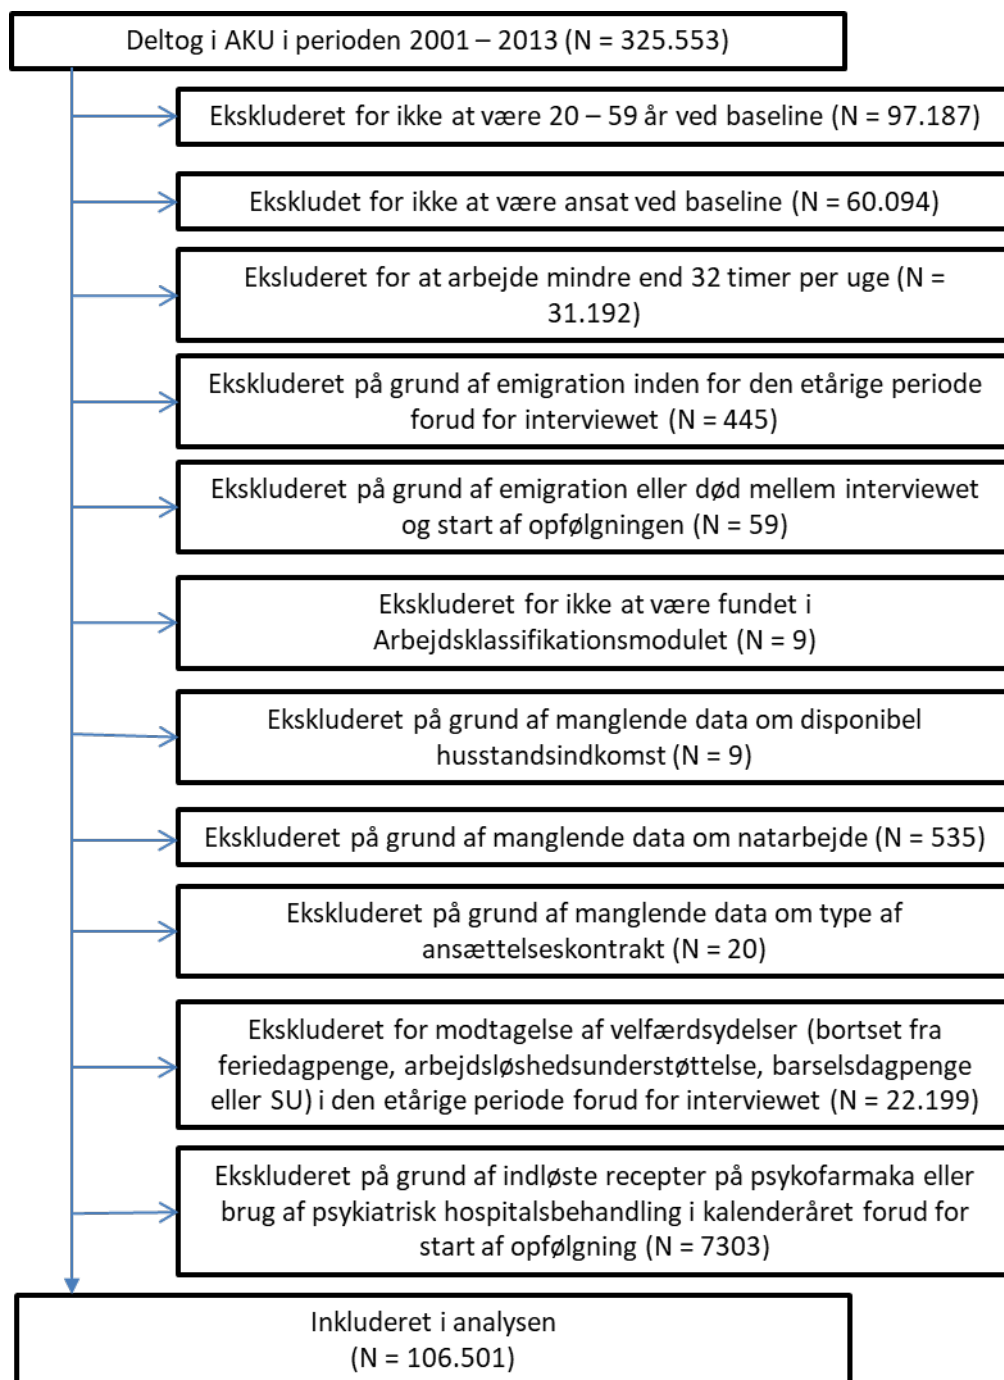 Deltog i AKU i perioden 2001 – 2013 (N = 325.553)
Ekskluderet for ikke at være 20 – 59 år ved baseline (N = 97.187)
Ekskludet for ikke at være ansat ved baseline (N = 60.094)
Eksluderet for at arbejde mindre end 32 timer per uge (N =
31.192)
Ekskluderet på grund af emigration inden for den etårige periode
forud for interviewet (N = 445)
Ekskluderet på grund af emigration eller død mellem interviewet
og start af opfølgningen (N = 59)
Ekskluderet for ikke at være fundet i
Arbejdsklassifikationsmodulet (N = 9)
Ekskluderet på grund af manglende data om disponibel
husstandsindkomst (N = 9)
Ekskluderet på grund af manglende data om natarbejde (N = 535)
Ekskluderet på grund af manglende data om type af
ansættelseskontrakt (N = 20)
Ekskluderet for modtagelse af velfærdsydelser (bortset fra
feriedagpenge, arbejdsløshedsunderstøttelse, barselsdagpenge
eller SU) i den etårige periode forud for interviewet (N = 22.199)
Ekskluderet på grund af indløste recepter på psykofarmaka eller
brug af psykiatrisk hospitalsbehandling i kalenderåret forud for
start af opfølgning (N = 7303)
Inkluderet i analysen
(N = 106.501)